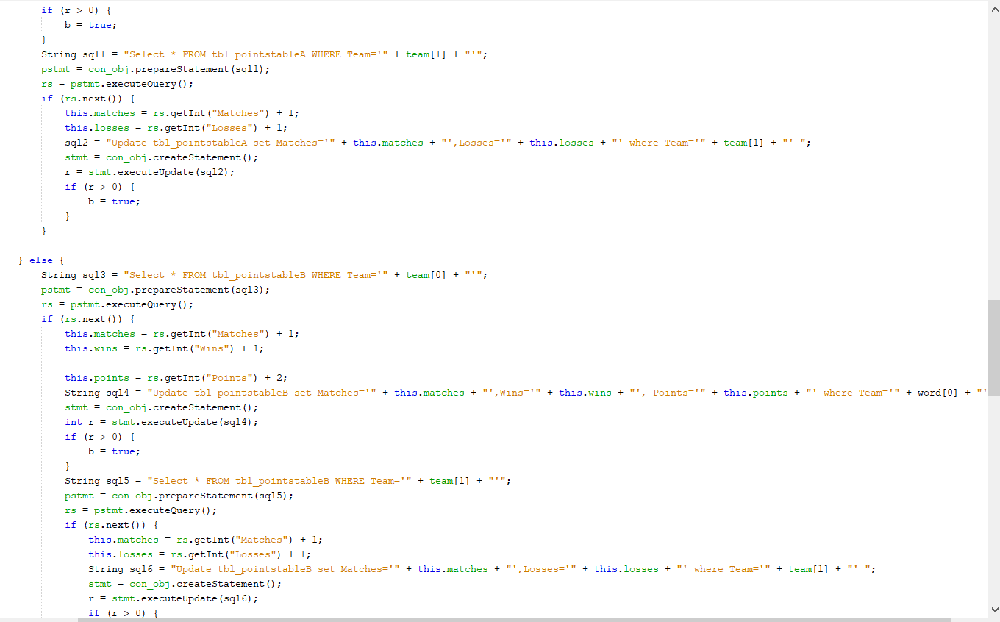 if (r > 0) {
b = true;
}
String sql1 = "Select * FROM tbl_pointstableA WHERE Team='" + team[1] + "'";
pstmt = con_obj.prepareStatement(sql1);
rs = pstmt.executeQuery();
if (rs.next()) {
this.matches = rs.getInt("Matches") + 1;
this.losses = rs.getInt("Losses") + 1;
sql2 = "Update tbl_pointstableA set Matches='" + this.matches + "',Losses='" + this.losses + "' where Team='" + team[1] + "' ";
stmt = con_obj.createStatement();
r = stmt.executeUpdate(sql2);
if (r > 0) {
b = true;
}
}
} else {
String sql3 = "Select * FROM tbl_pointstableB WHERE Team='" + team[0] + "'";
pstmt = con_obj.prepareStatement(sql3);
rs = pstmt.executeQuery();
if (rs.next()) {
this.matches = rs.getInt("Matches") + 1;
this.wins = rs.getInt("Wins") + 1;
this.points = rs.getInt("Points") + 2;
String sql4 = "Update tbl_pointstableB set Matches='" + this.matches + "',Wins='" + this.wins + "', Points='" + this.points + "' where Team='" + word[0] + "'
stmt = con_obj.createStatement();
int r = stmt.executeUpdate(sql4);
if (r > 0) {
b = true;
}
String sql5 = "Select * FROM tbl_pointstableB WHERE Team='" + team[1] + "'";
pstmt = con_obj.prepareStatement(sql5);
rs = pstmt.executeQuery();
if (rs.next()) {
this.matches = rs.getInt("Matches") + 1;
this.losses = rs.getInt("Losses") + 1;
String sql6 = "Update tbl_pointstableB set Matches='" + this.matches + "',Losses='" + this.losses + "' where Team='" + team[1] + "' ";
stmt = con_obj.createStatement();
r = stmt.executeUpdate(sql6);
if (r > 0) {